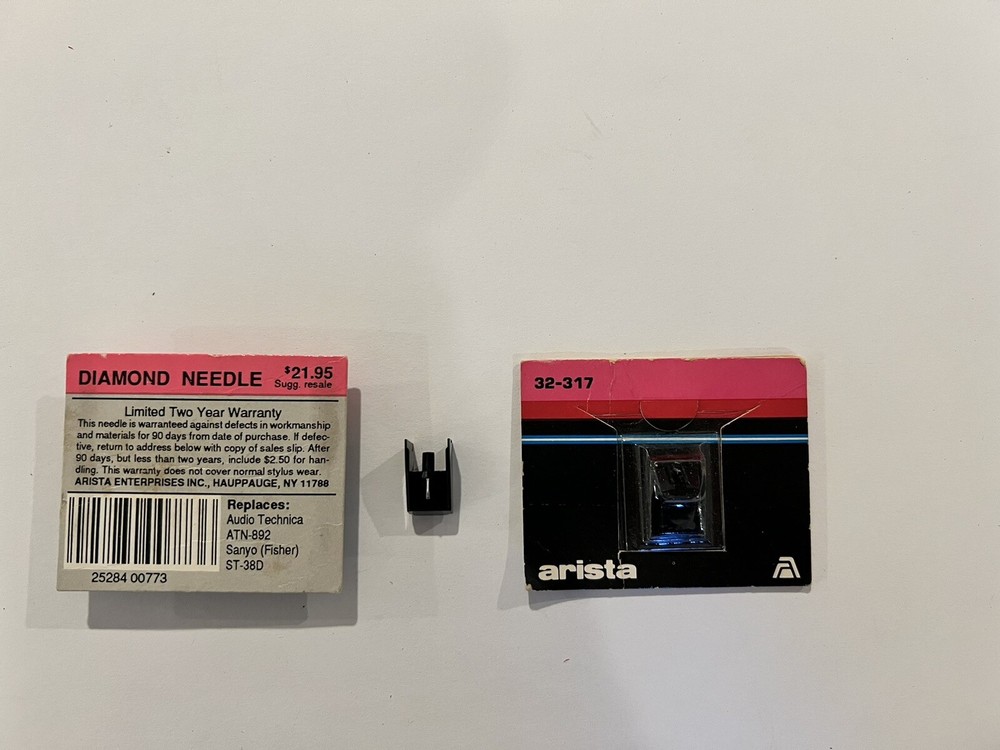 DIAMOND NEEDLE $21.95
Sugg. resale
Limited Two Year Warranty
This needle is warranteed against defects in workmanship
and materials for 90 days from date of purchase. If defec-
tive, return to address below with copy of sales slip. After
90 days, but less than two years, include $2.50 for han-
dling. This warranty does not cover normal stylus wear.
ARISTA ENTERPRISES INC., HAUPPAUGE, NY 11788
Replaces:
Audio Technica
ATN-892
Sanyo (Fisher)
ST-38D
25284 00773
32-317
arista